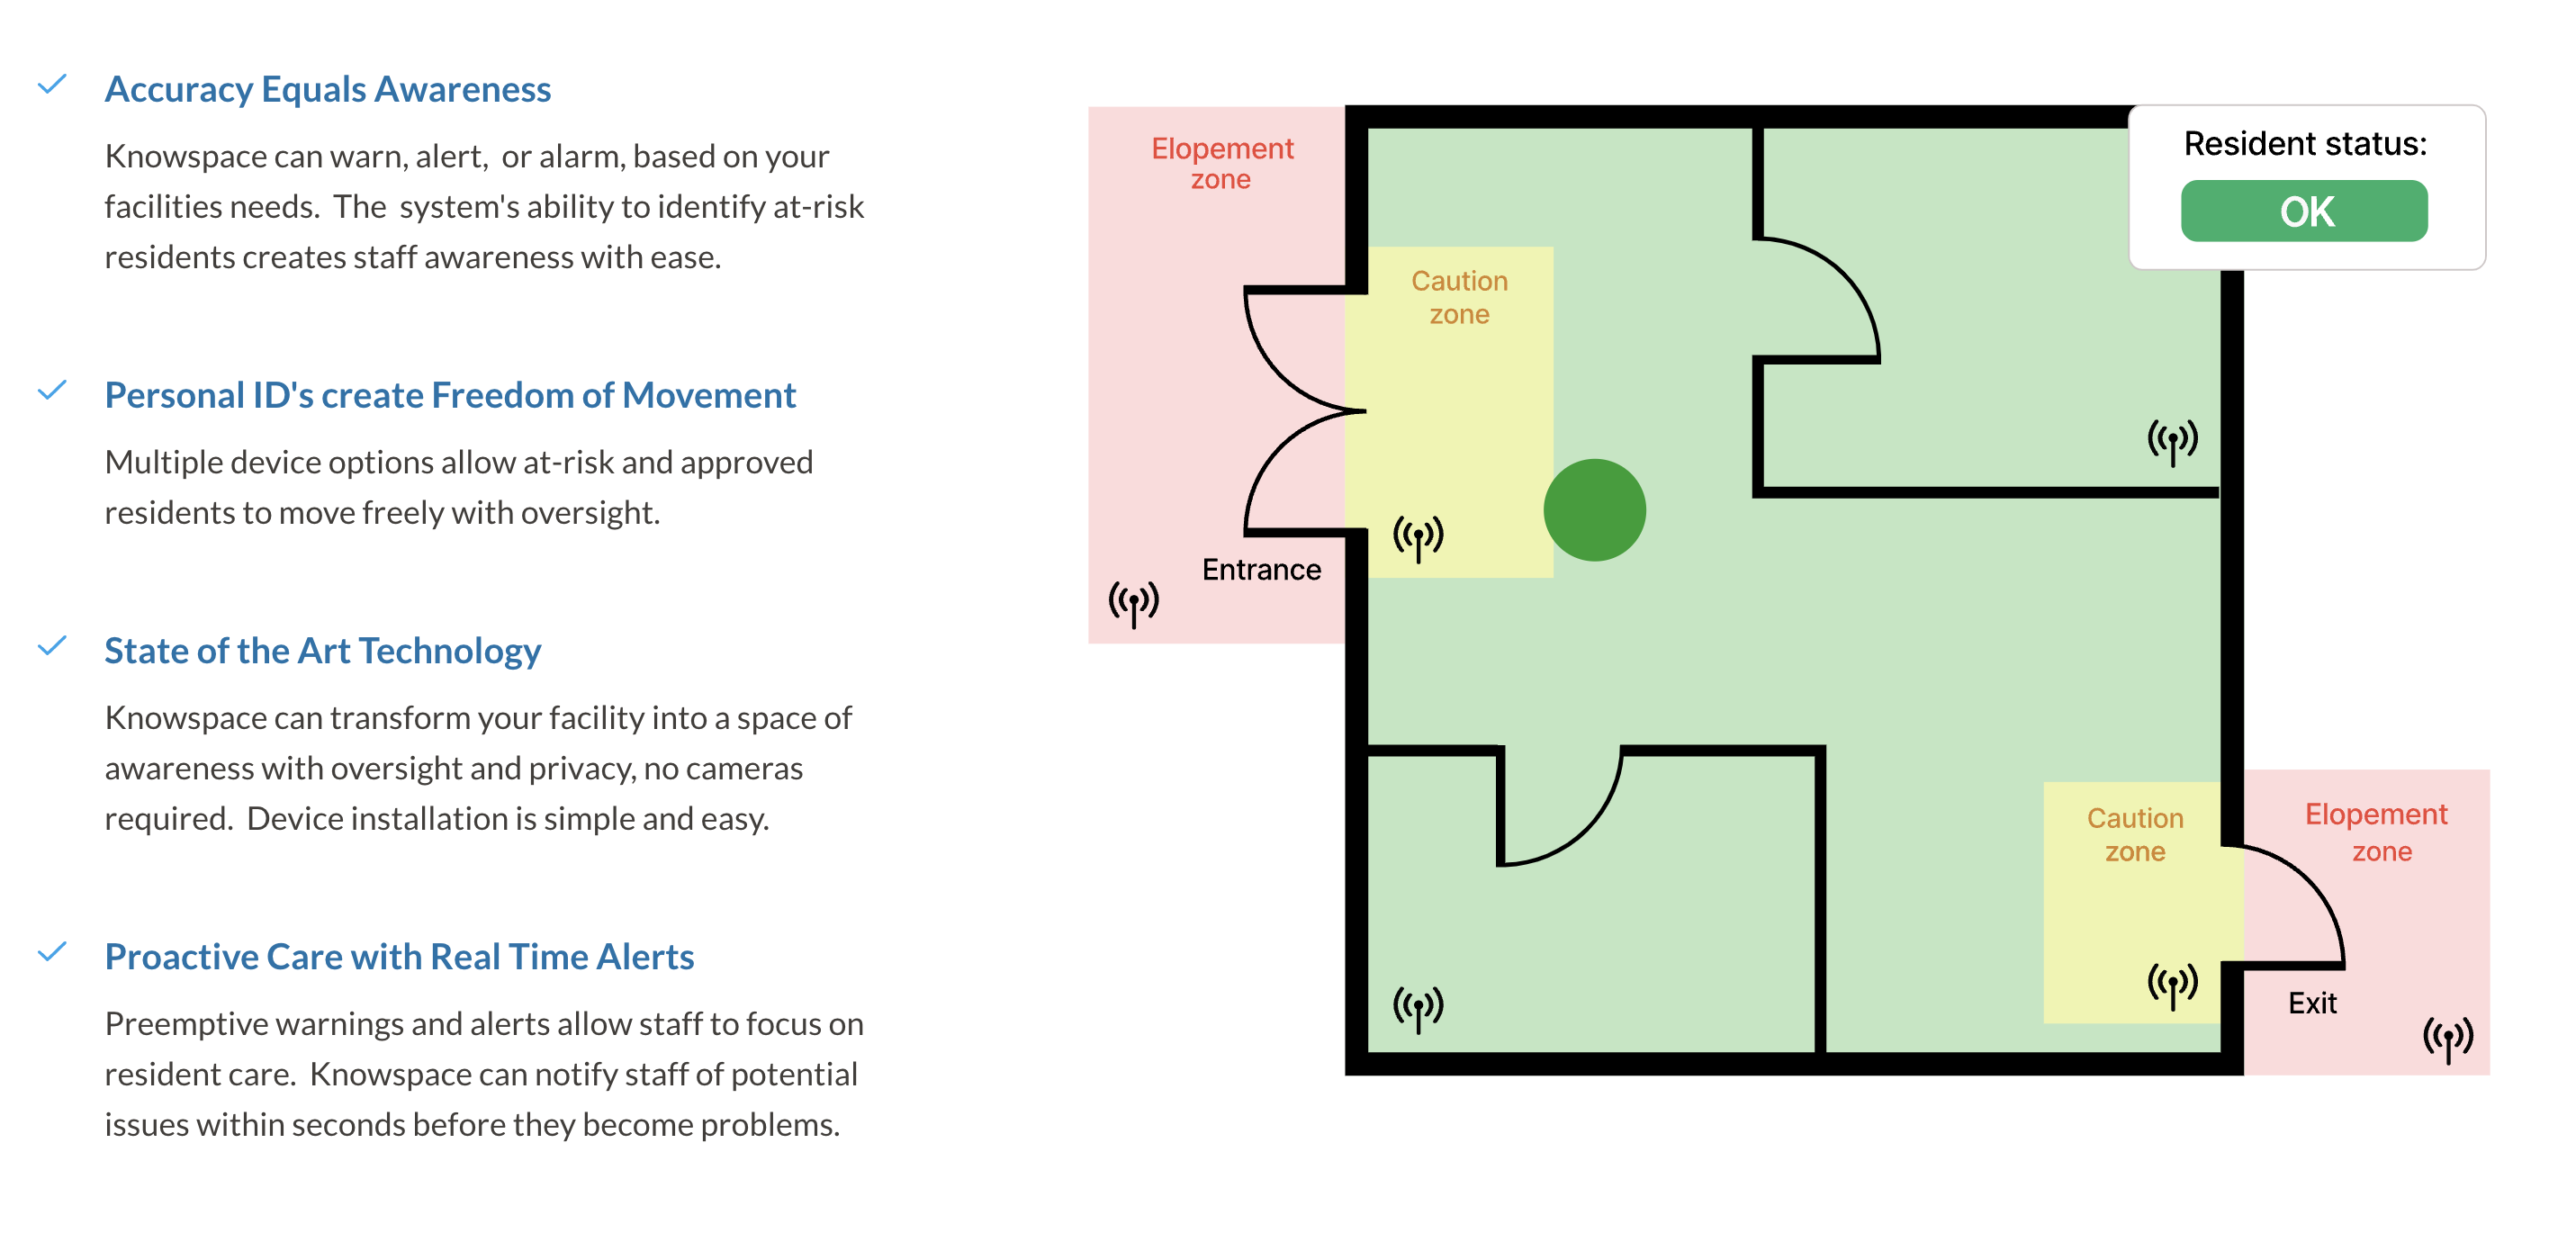 Accuracy Equals Awareness
Knowspace can warn, alert,  or alarm, based on your
facilities needs.  The  system's ability to identify at-risk
residents creates staff awareness with ease.
Personal ID's create Freedom of Movement
Multiple device options allow at-risk and approved
residents to move freely with oversight.
State of the Art Technology
Knowspace can transform your facility into a space of
awareness with oversight and privacy, no cameras
required.  Device installation is simple and easy.
Proactive Care with Real Time Alerts
Preemptive warnings and alerts allow staff to focus on
resident care.  Knowspace can notify staff of potential
issues within seconds before they become problems.
Elopement
zone
Caution
zone
Entrance
Resident status:
OK
Caution
zone
Elopement
zone
Exit